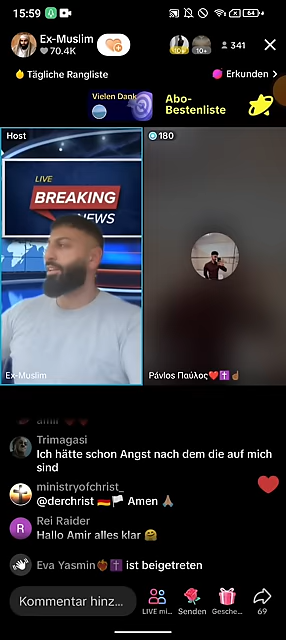 15:59
64
Ex-Muslim
70.4K
10+
341
Tägliche Rangliste
Erkunden >
Vielen Dank
Abo-
Bestenliste
Host
180
LIVE
BREAKING
NEWS
Ex-Muslim
Pávlos Παύλος❤️✝️☝🏾
amir
Trimagasi
Ich hätte schon Angst nach dem die auf mich
sind
ministryofchrist_
@derchrist 🇩🇪🏳️ Amen 🙏🏽
R
Rei Raider
Hallo Amir alles klar 🤗
Eva Yasmin❤️‍🔥✝️ ist beigetreten
Kommentar hinz...
LIVE mi...
Senden
Gesche...
69